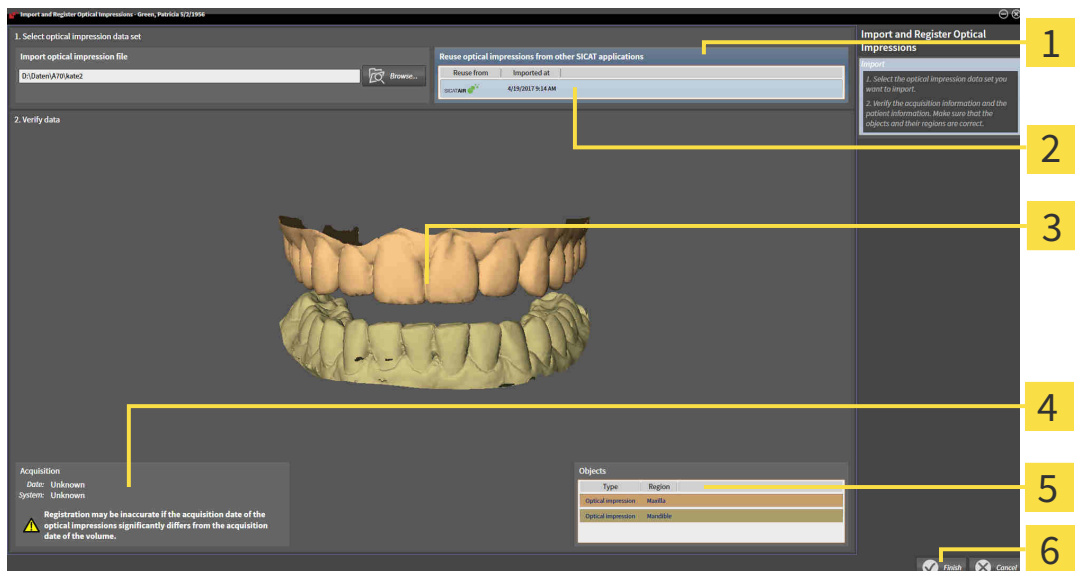 Import and Register Optical Impressions - Green, Patricia 5/2/1956
1. Select optical impression data set
Import optical impression file
D:\Daten\A70\kate2
Browse...
Reuse optical impressions from other SICAT applications
Reuse from
Imported at
SICAT AIR
4/19/2017 9:14 AM
Import and Register Optical
Impressions
Import
1. Select the optical impression data set you
want to import.
2. Verify the acquisition information and the
patient information. Make sure that the
objects and their regions are correct.
1
2
3
4
5
6
2. Verify data
Acquisition
Date: Unknown
System: Unknown
Registration may be inaccurate if the acquisition date of the
optical impressions significantly differs from the acquisition
date of the volume.
Objects
Type
Region
Optical impression
Maxilla
Optical impression
Mandible
Finish
Cancel